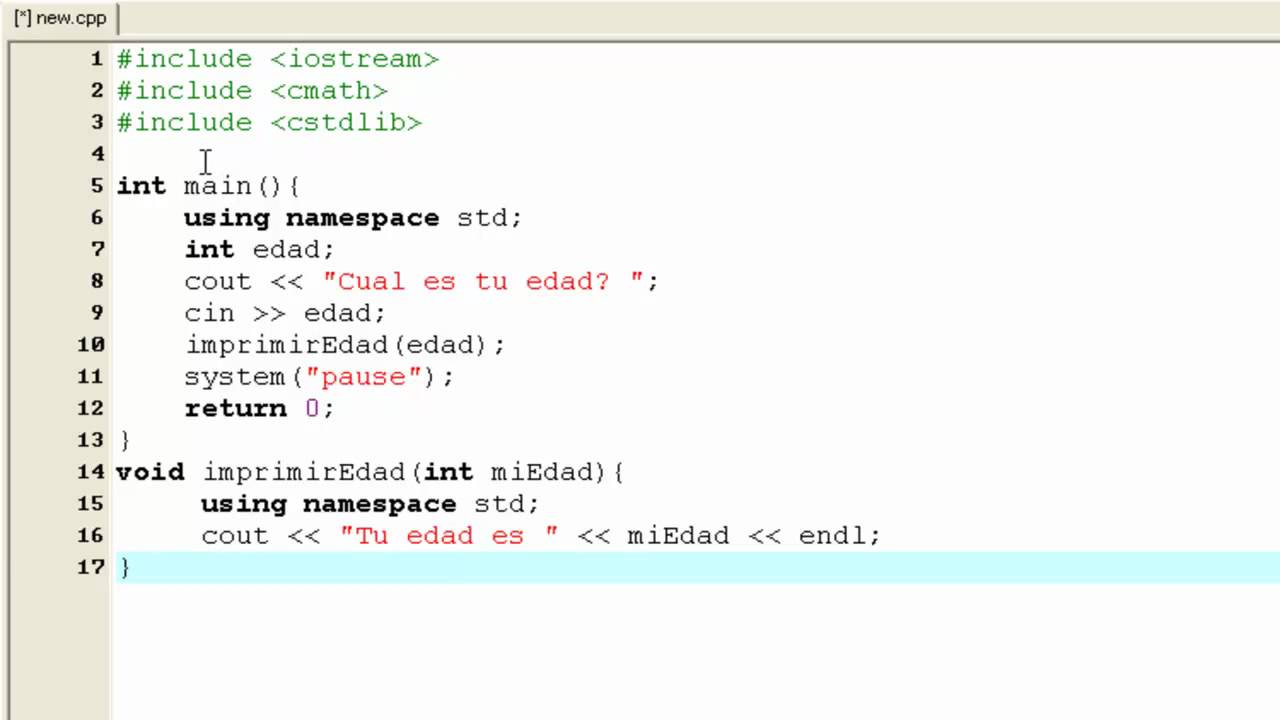 [*] new.cpp
1 #include <iostream>
2 #include <cmath>
3 #include <cstdlib>
4
5 int main(){
6 using namespace std;
7 int edad;
8 cout << "Cual es tu edad? ";
9 cin >> edad;
10 imprimirEdad(edad);
11 system("pause");
12 return 0;
13 }
14 void imprimirEdad(int miEdad){
15 using namespace std;
16 cout << "Tu edad es " << miEdad << endl;
17 }